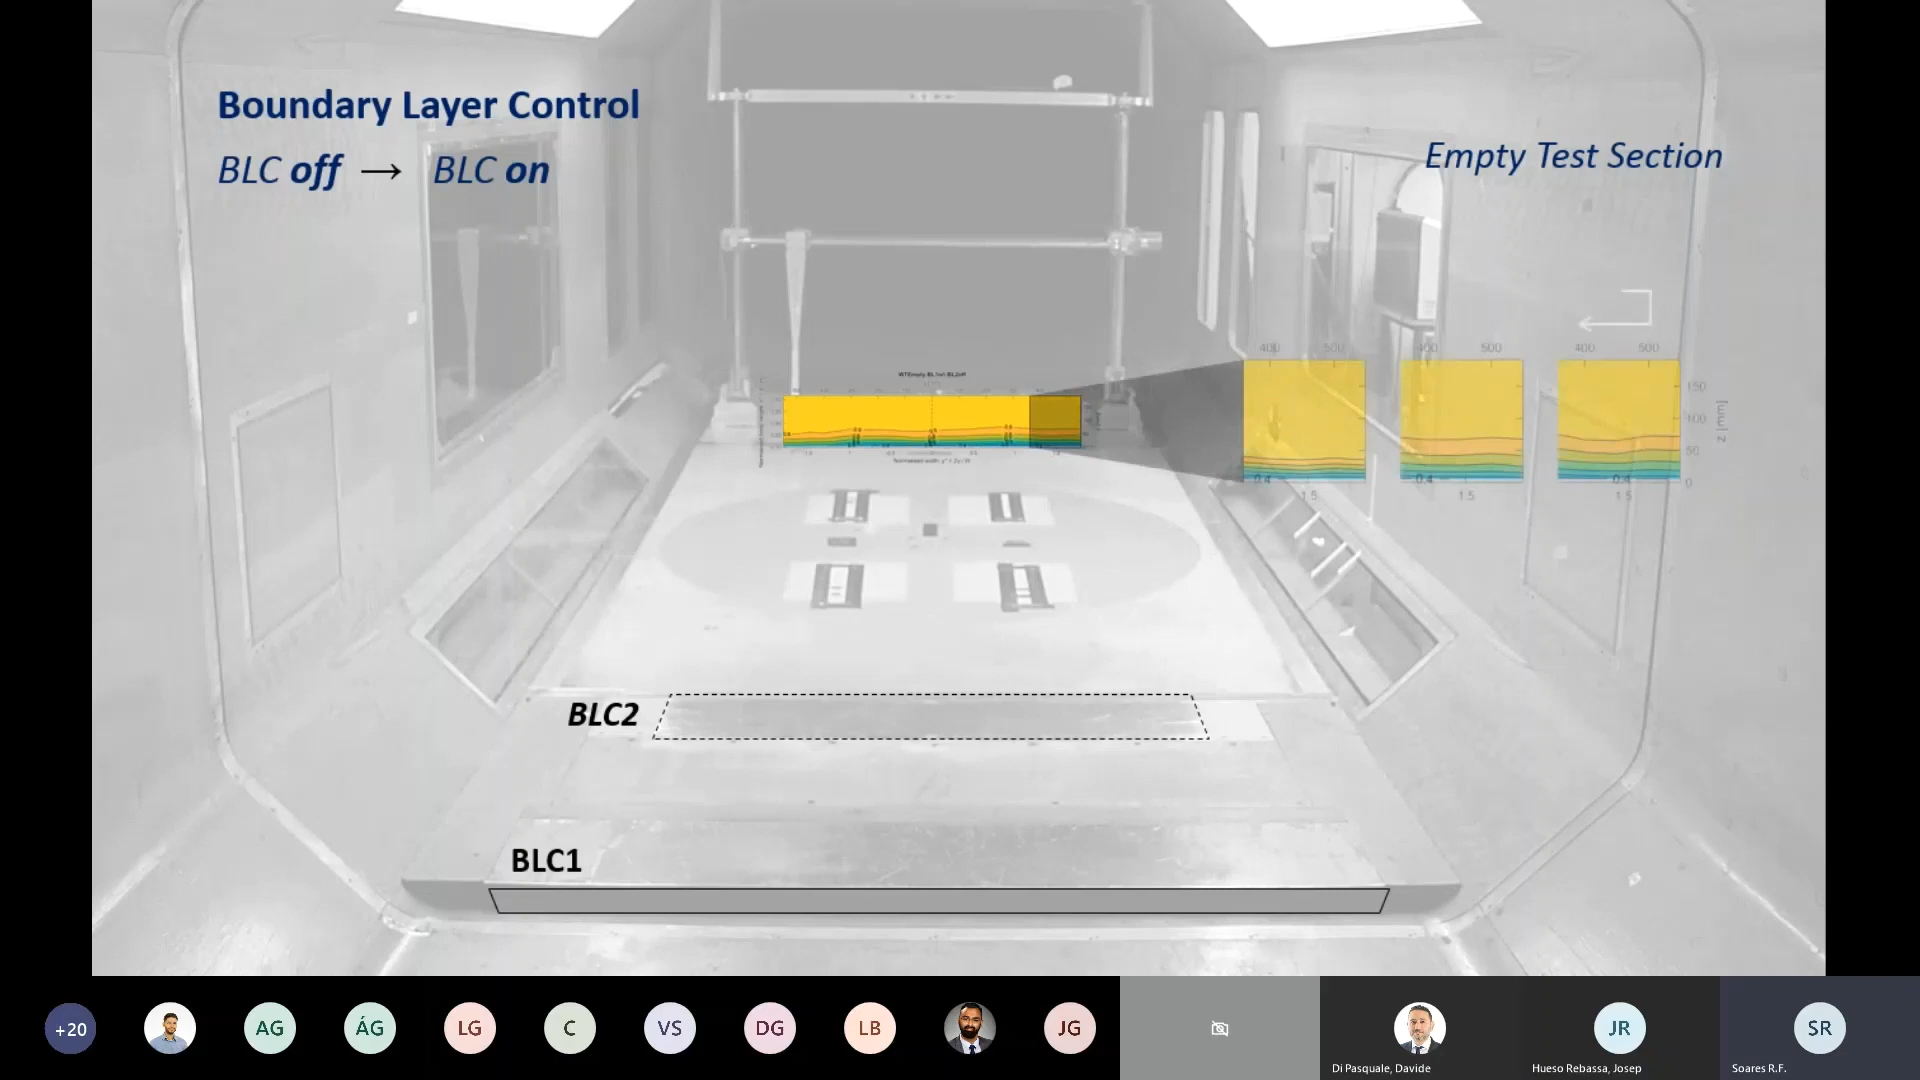 Boundary Layer Control
BLC off → BLC on
Empty Test Section
400 500
400 500
400 500
150
100
50
0
z [mm]
0.4
0.4
0.4
1.5
1.5
1.5
BLC2
BLC1
+20
AG
ÁG
LG
C
VS
DG
LB
JG
JR
SR
Di Pasquale, Davide
Hueso Rebassa, Josep
Soares R.F.